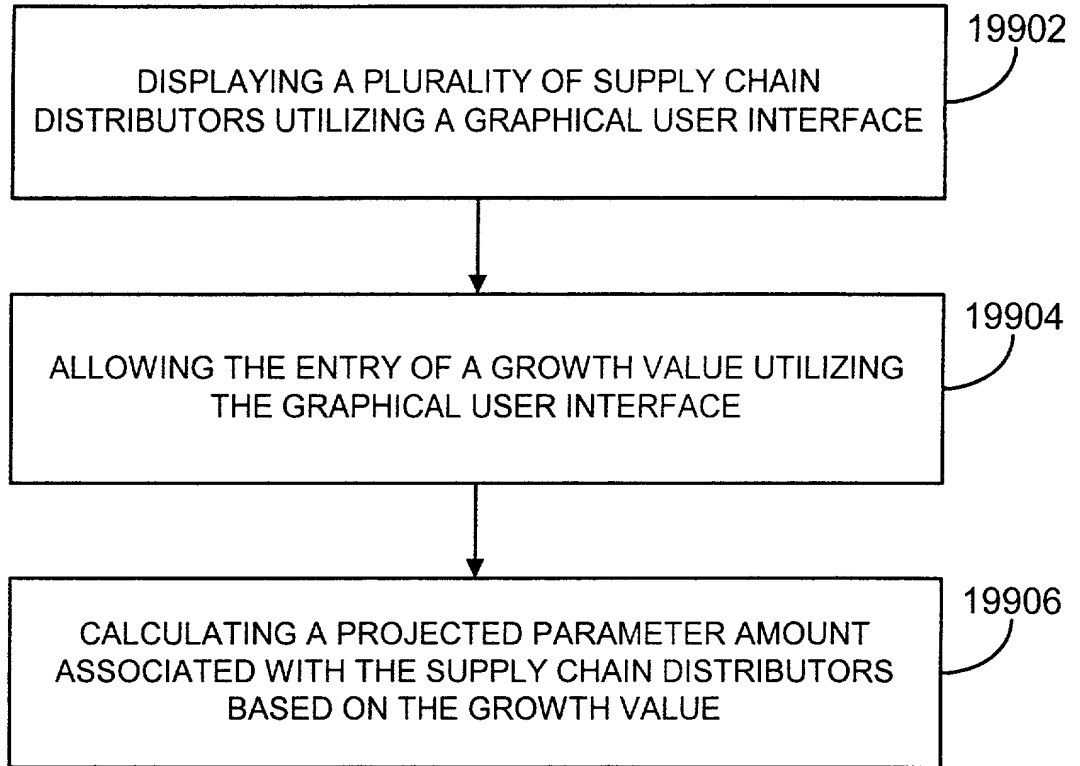 19902
DISPLAYING A PLURALITY OF SUPPLY CHAIN
DISTRIBUTORS UTILIZING A GRAPHICAL USER INTERFACE
19904
ALLOWING THE ENTRY OF A GROWTH VALUE UTILIZING
THE GRAPHICAL USER INTERFACE
19906
CALCULATING A PROJECTED PARAMETER AMOUNT
ASSOCIATED WITH THE SUPPLY CHAIN DISTRIBUTORS
BASED ON THE GROWTH VALUE